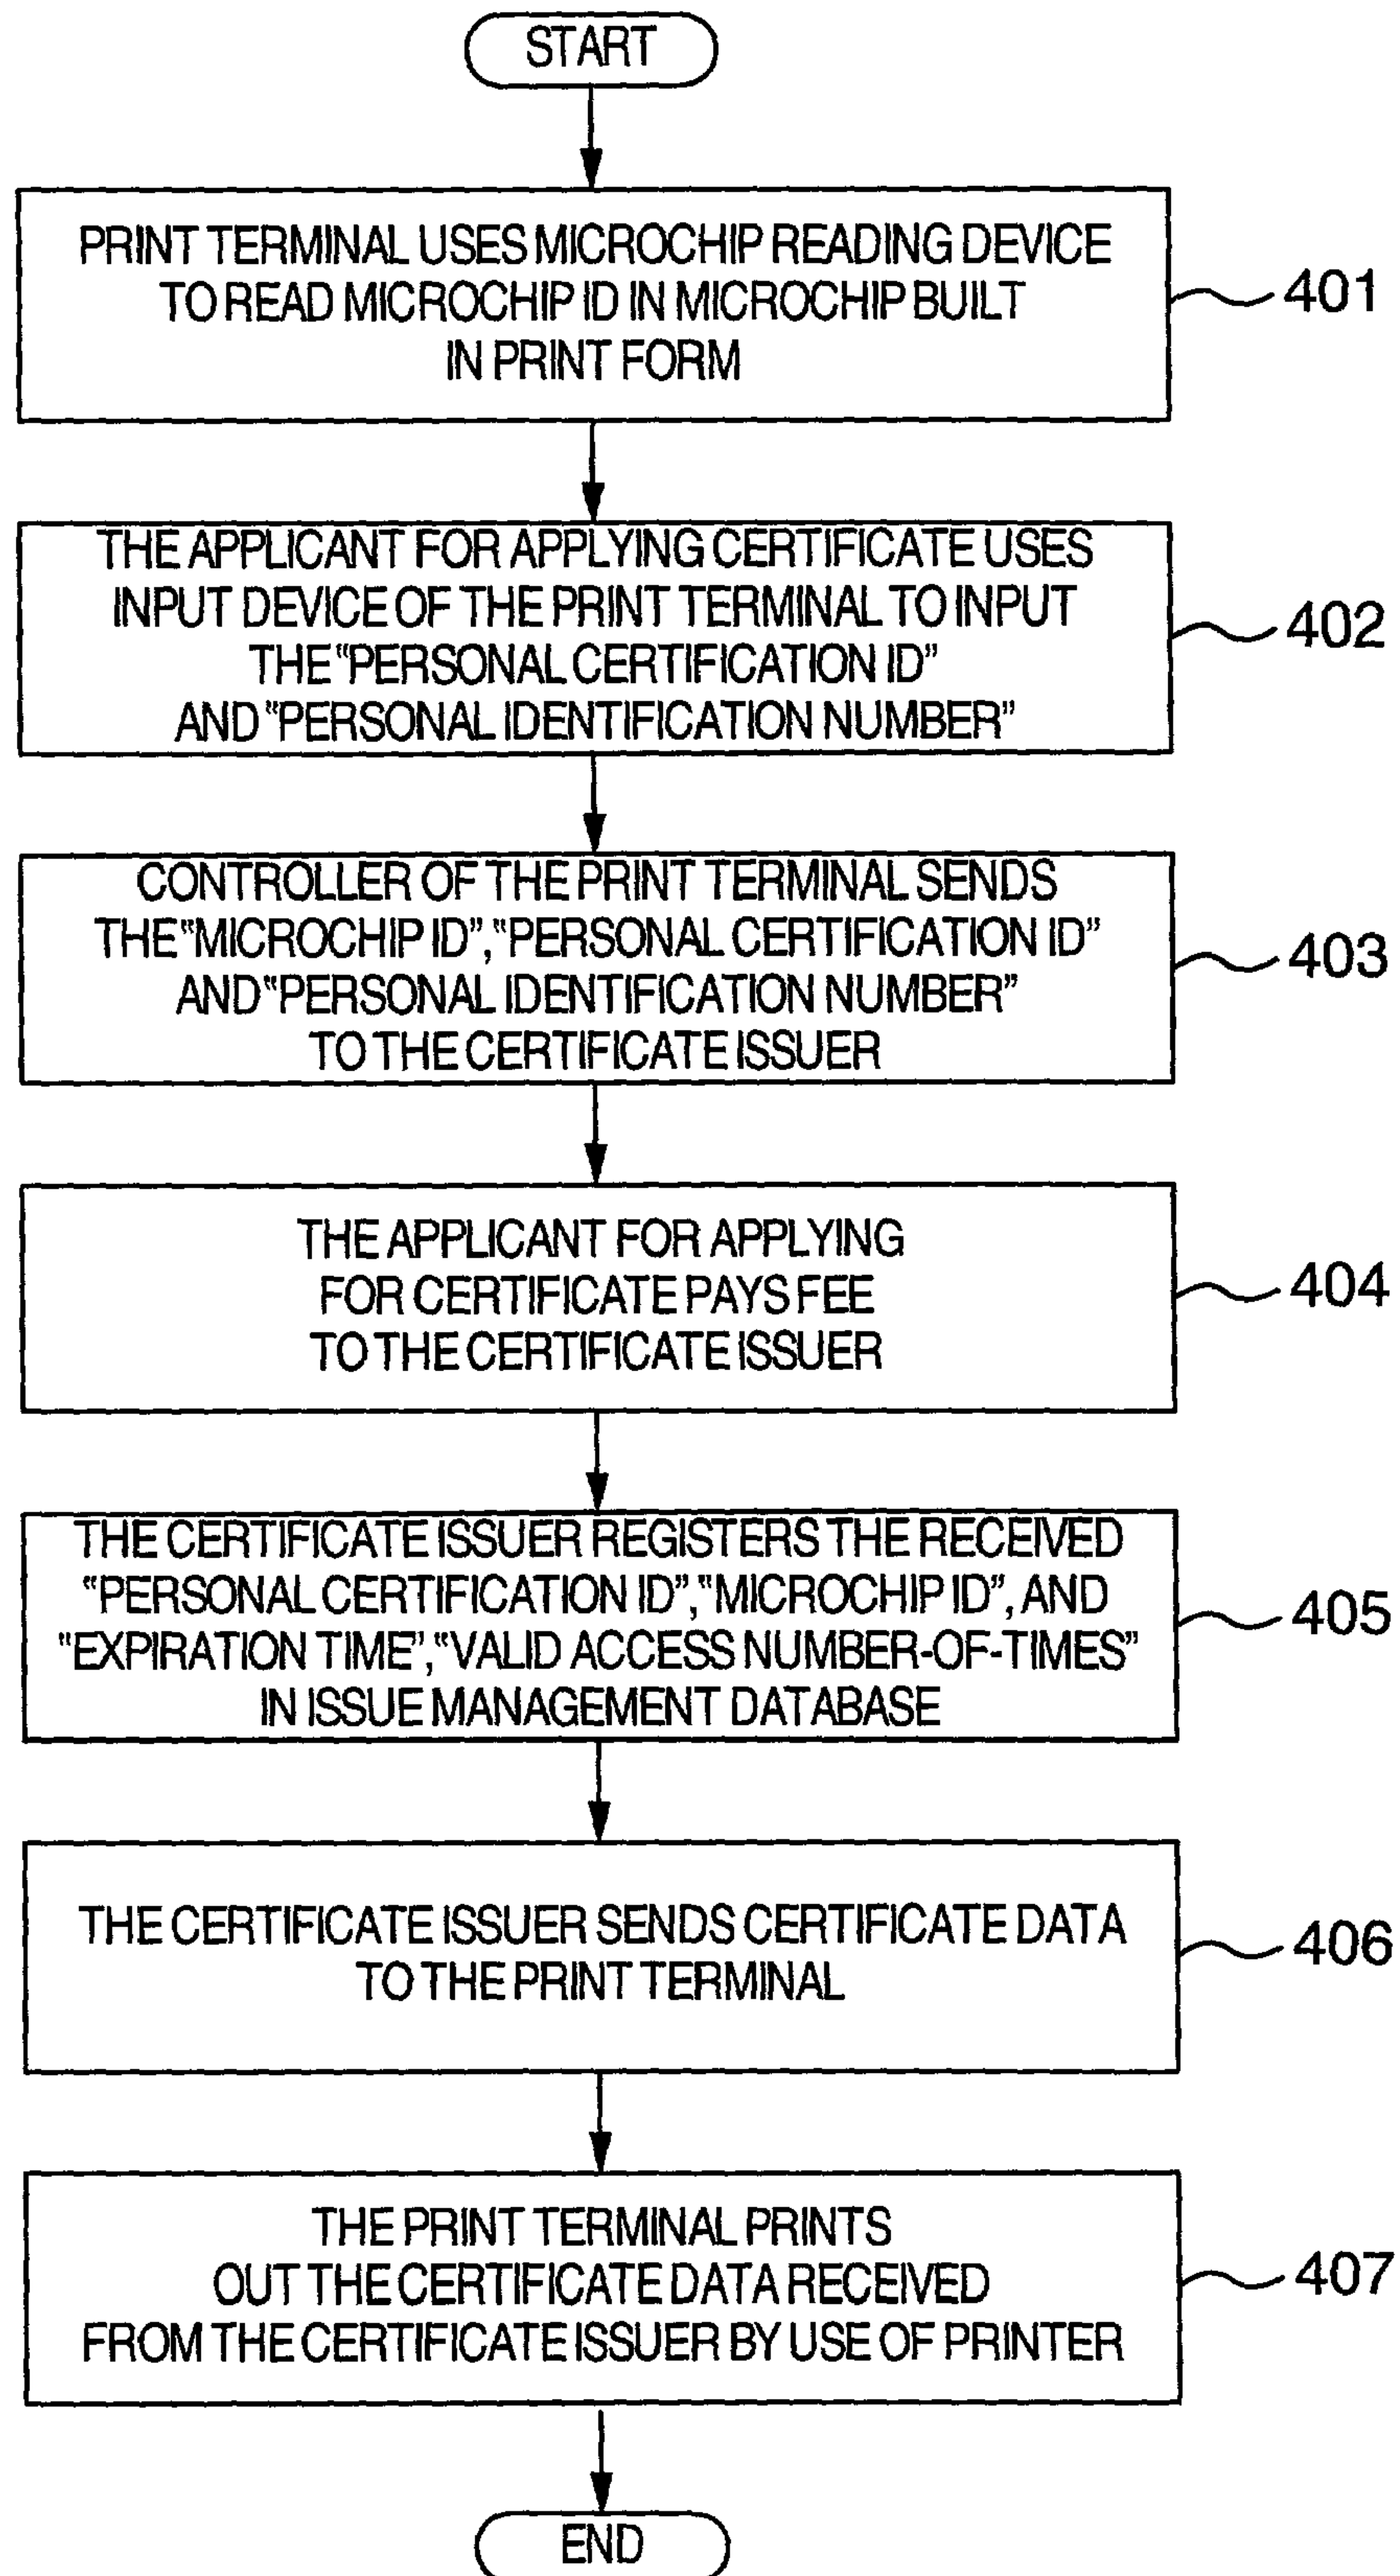 START
PRINT TERMINAL USES MICROCHIP READING DEVICE
TO READ MICROCHIP ID IN MICROCHIP BUILT
IN PRINT FORM
401
THE APPLICANT FOR APPLYING CERTIFICATE USES
INPUT DEVICE OF THE PRINT TERMINAL TO INPUT
THE "PERSONAL CERTIFICATION ID"
AND "PERSONAL IDENTIFICATION NUMBER"
402
CONTROLLER OF THE PRINT TERMINAL SENDS
THE "MICROCHIP ID", "PERSONAL CERTIFICATION ID"
AND "PERSONAL IDENTIFICATION NUMBER"
TO THE CERTIFICATE ISSUER
403
THE APPLICANT FOR APPLYING
FOR CERTIFICATE PAYS FEE
TO THE CERTIFICATE ISSUER
404
THE CERTIFICATE ISSUER REGISTERS THE RECEIVED
"PERSONAL CERTIFICATION ID", "MICROCHIP ID", AND
"EXPIRATION TIME", "VALID ACCESS NUMBER-OF-TIMES"
IN ISSUE MANAGEMENT DATABASE
405
THE CERTIFICATE ISSUER SENDS CERTIFICATE DATA
TO THE PRINT TERMINAL
406
THE PRINT TERMINAL PRINTS
OUT THE CERTIFICATE DATA RECEIVED
FROM THE CERTIFICATE ISSUER BY USE OF PRINTER
407
END